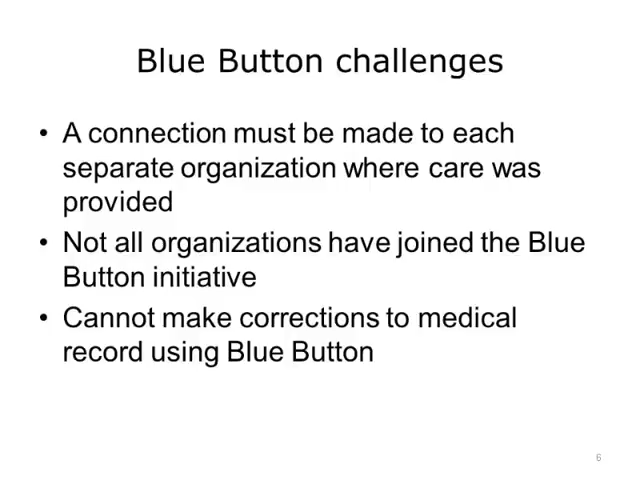 Blue Button challenges
• A connection must be made to each
separate organization where care was
provided
• Not all organizations have joined the Blue
Button initiative
• Cannot make corrections to medical
record using Blue Button
6